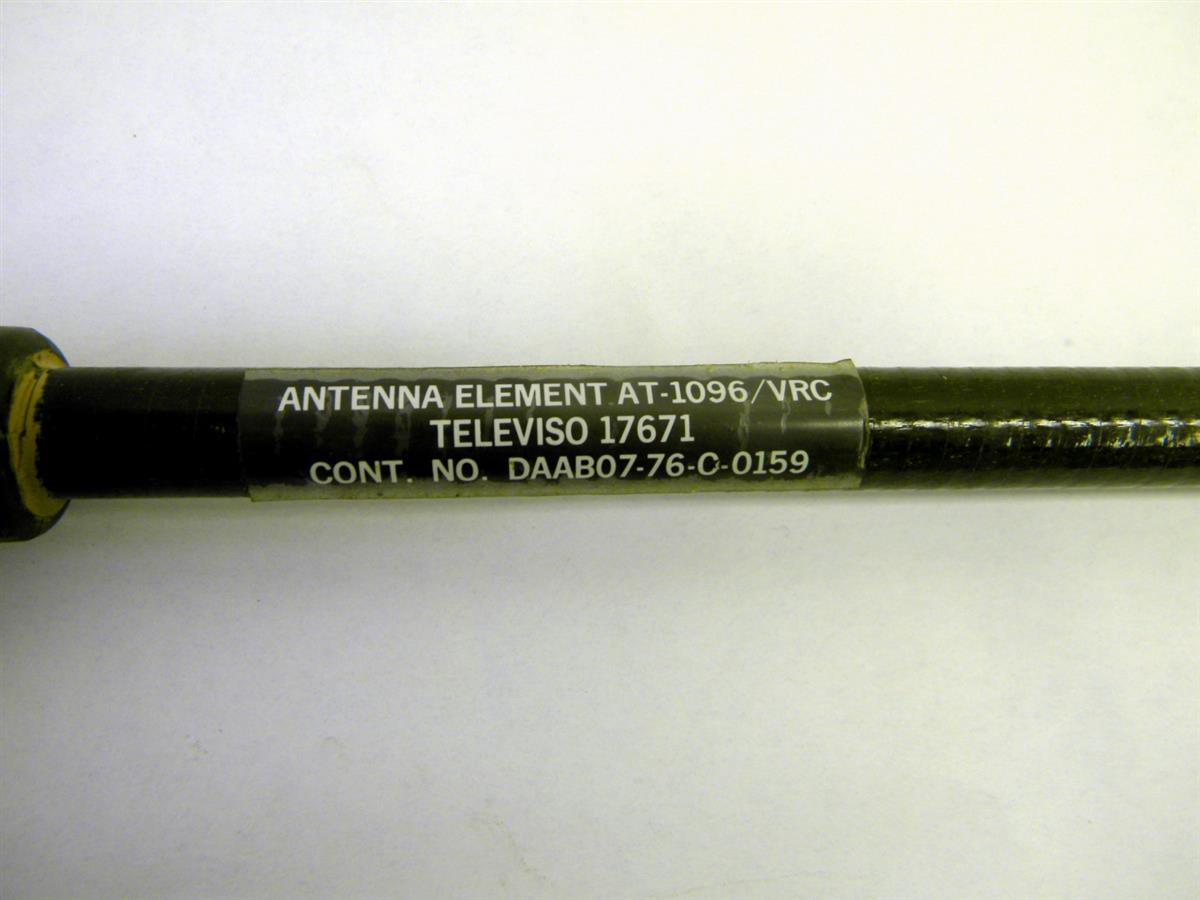 ANTENNA ELEMENT AT-1096/VRC
TELEVISO 17671
CONT. NO. DAAB07-76-C-0159